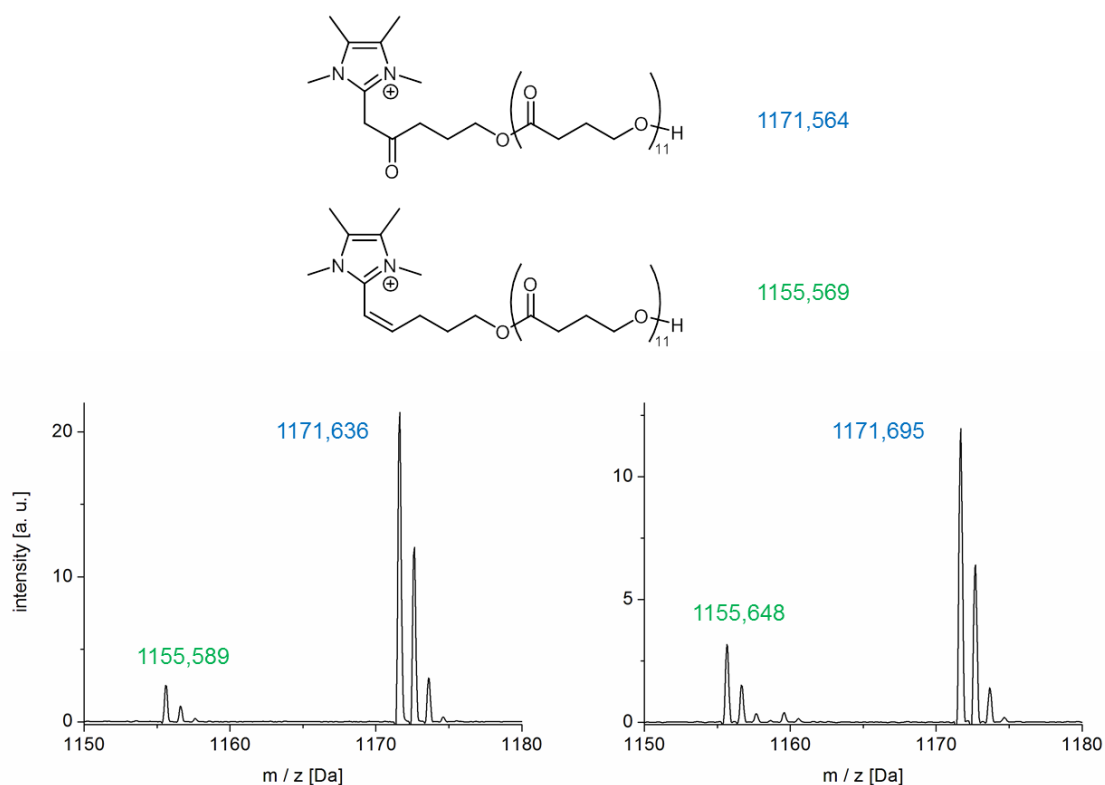 N
N
⊕
O
O
O
O
H
11
1171,564
N
N
⊕
O
O
O
H
11
1155,569
20
10
0
intensity [a. u.]
1171,636
1155,589
1150
1160
1170
1180
m / z [Da]
10
5
0
1171,695
1155,648
1150
1160
1170
1180
m / z [Da]